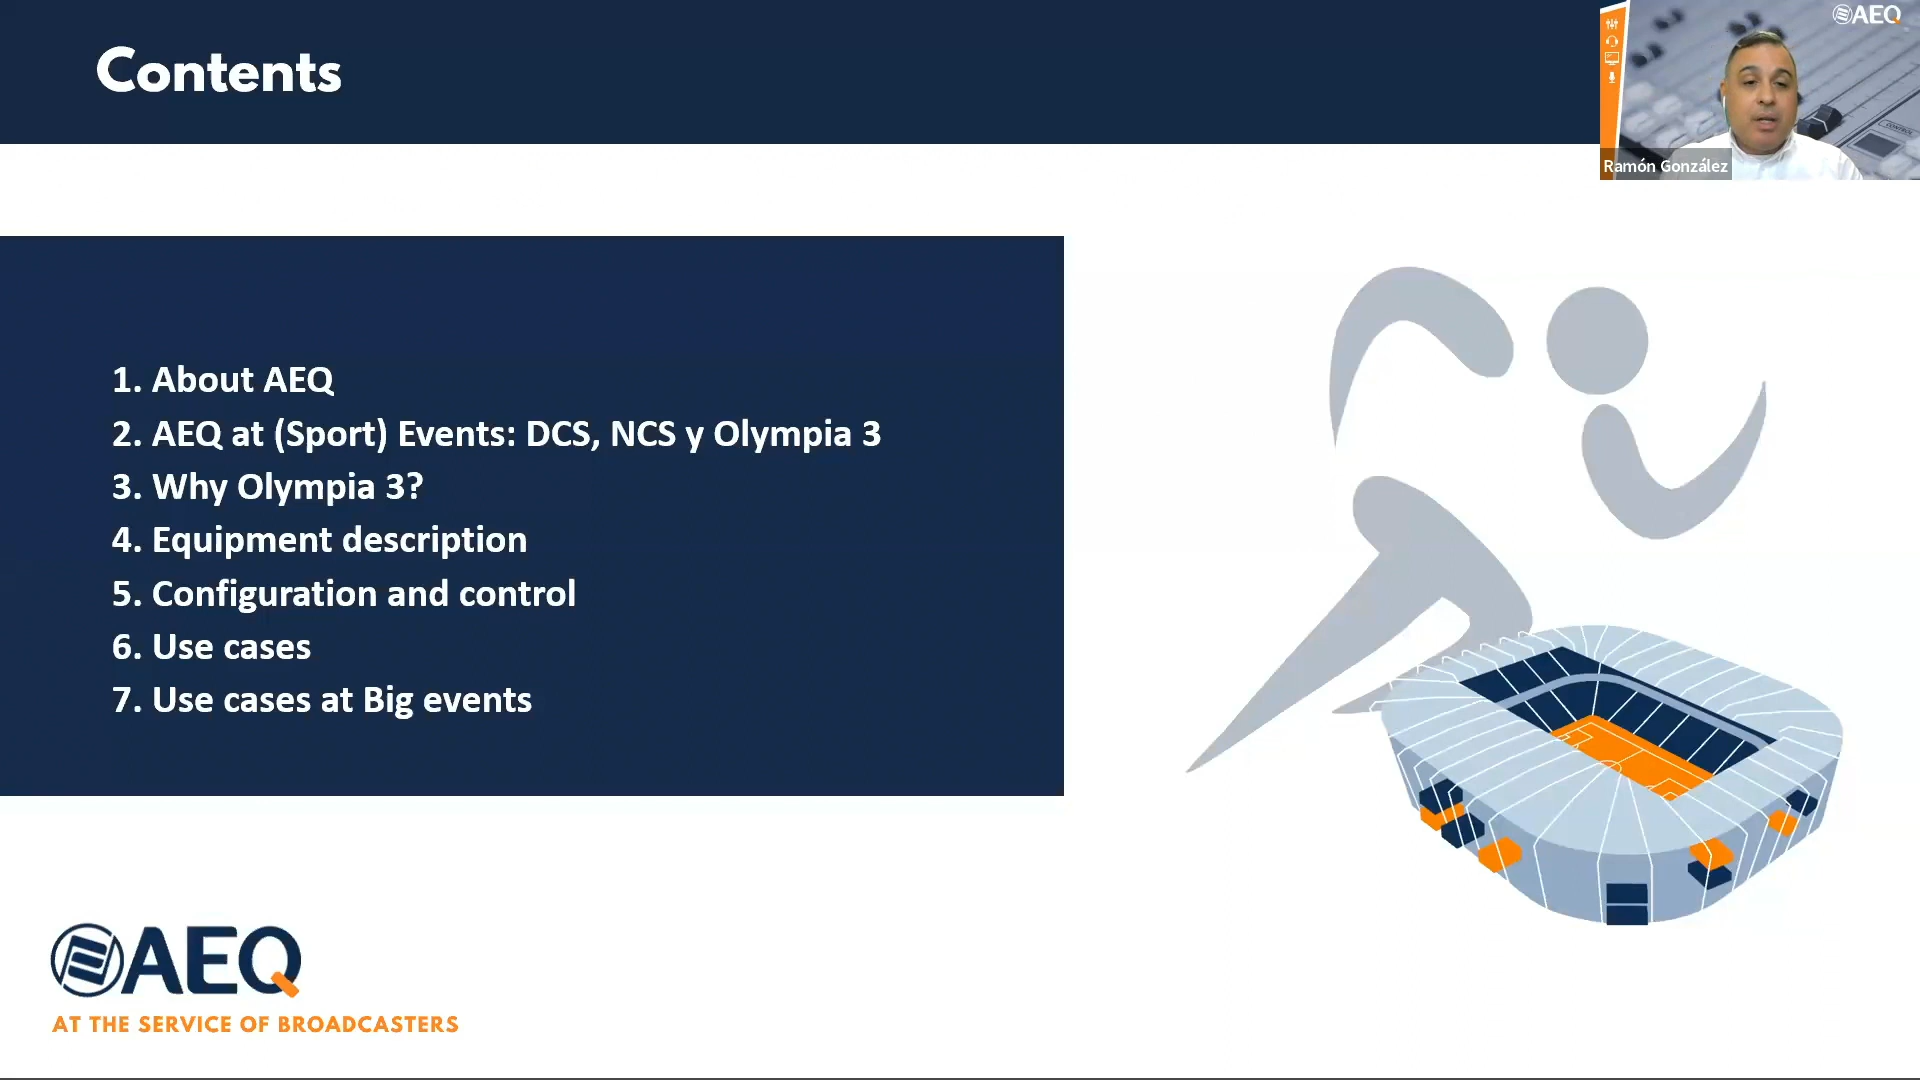 Contents
AEQ
CONTROL
Ramón González
1. About AEQ
2. AEQ at (Sport) Events: DCS, NCS y Olympia 3
3. Why Olympia 3?
4. Equipment description
5. Configuration and control
6. Use cases
7. Use cases at Big events
AEQ
AT THE SERVICE OF BROADCASTERS